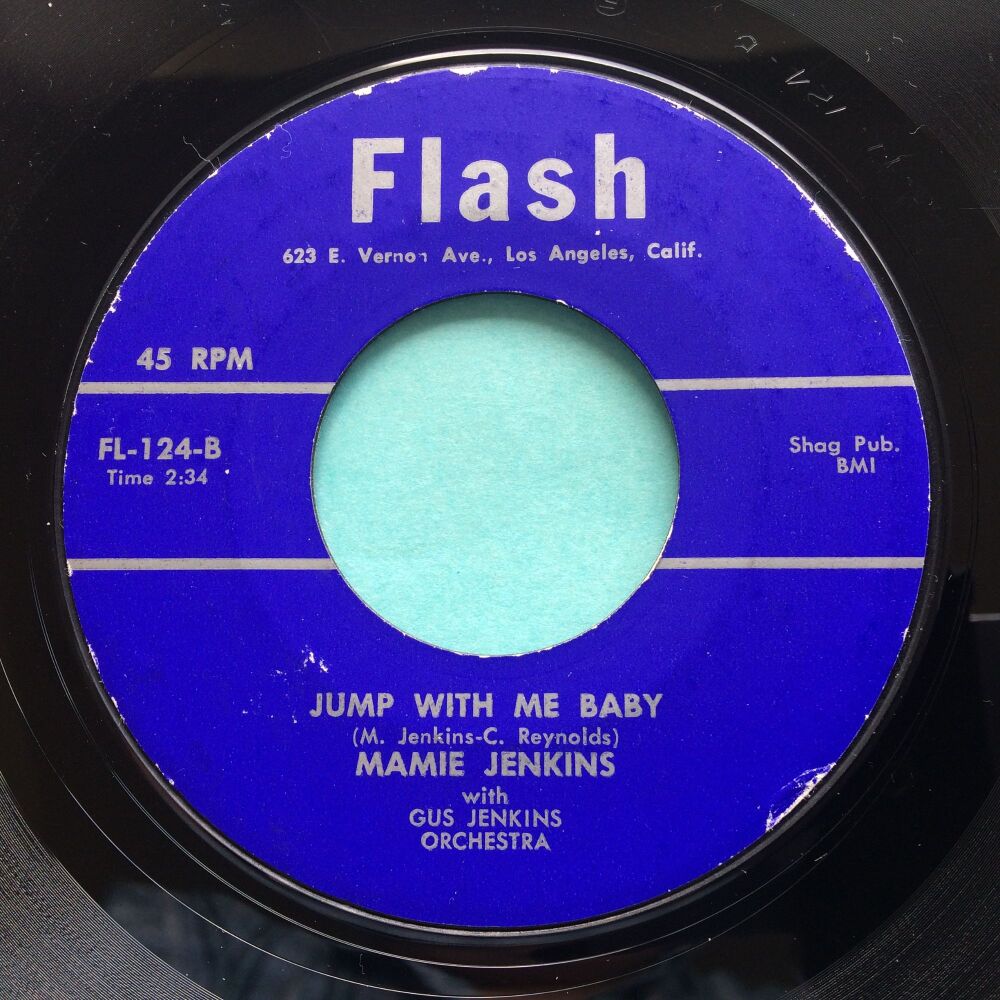 Flash
623 E. Vernon Ave., Los Angeles, Calif.
45 RPM
FL-124-B
Time 2:34
Shag Pub.
BMI
JUMP WITH ME BABY
(M. Jenkins-C. Reynolds)
MAMIE JENKINS
with
GUS JENKINS
ORCHESTRA